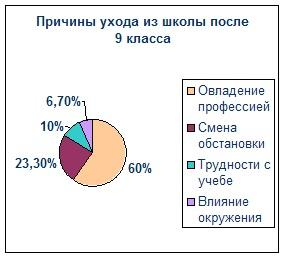 Причины ухода из школы после
9 класса
6,70%
10%
23,30%
60%
Овладение
профессией
Смена
обстановки
Трудности с
учебе
Влияние
окружения